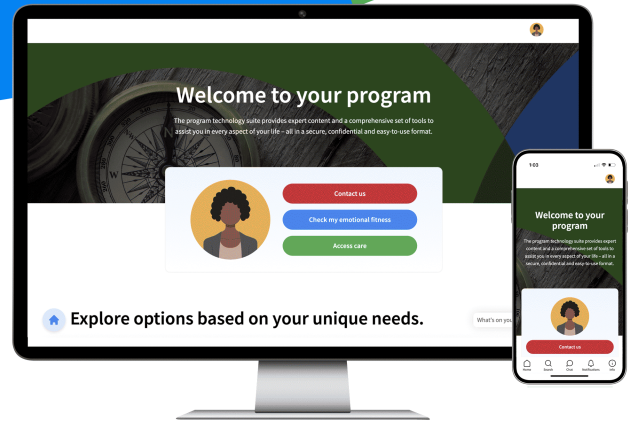 Welcome to your program
The program technology suite provides expert content and a comprehensive set of tools to
assist you in every aspect of your life – all in a secure, confidential and easy-to-use format.
W
Contact us
Check my emotional fitness
Access care
Explore options based on your unique needs.
What's on you
1:03
Welcome to your
program
The program technology suite provides expert
content and a comprehensive set of tools to
assist you in every aspect of your life – all in a
secure, confidential and easy-to-use format.
Contact us
Home Search Chat Notifications Info